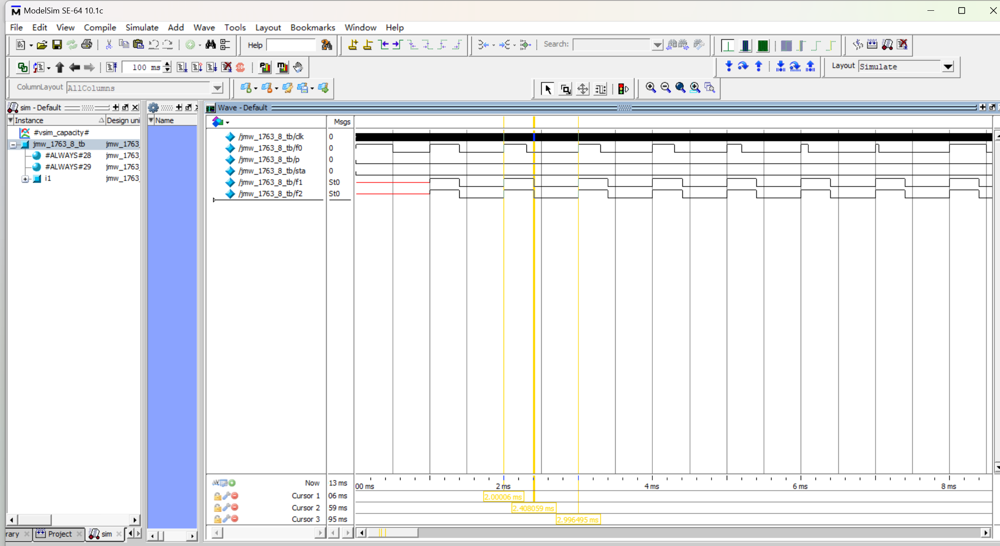 ModelSim SE-64 10.1c
File Edit View Compile Simulate Add Wave Tools Layout Bookmarks Window Help
Help Search:
100 ms Layout Simulate
ColumnLayout AllColumns
sim - Default
Instance Design uni
#vsim_capacity#
jmw_1763_8_tb jmw_1763
#ALWAYS#28 jmw_1763
#ALWAYS#29 jmw_1763
i1 jmw_1763
Name
Wave - Default
Msgs
/jmw_1763_8_tb/clk 0
/jmw_1763_8_tb/f0 0
/jmw_1763_8_tb/p 0
/jmw_1763_8_tb/sta 0
/jmw_1763_8_tb/f1 St0
/jmw_1763_8_tb/f2 St0
Now 13 ms 00 ms 2 ms 4 ms 6 ms 8 ms
Cursor 1 06 ms 2.00006 ms
Cursor 2 59 ms 2.408059 ms
Cursor 3 95 ms 2.996495 ms
rary Project sim